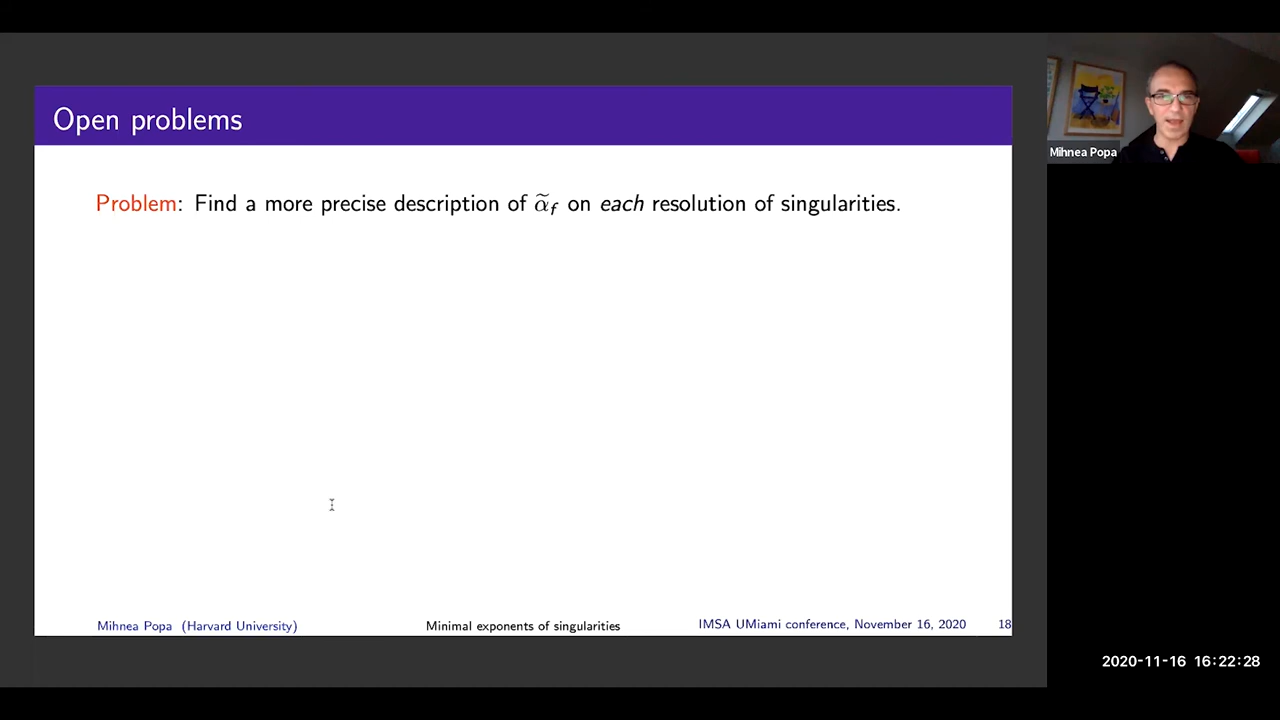 Open problems
Problem: Find a more precise description of α̃_f on each resolution of singularities.
Mihnea Popa (Harvard University)
Minimal exponents of singularities
IMSA UMiami conference, November 16, 2020
18
Mihnea Popa
2020-11-16 16:22:28